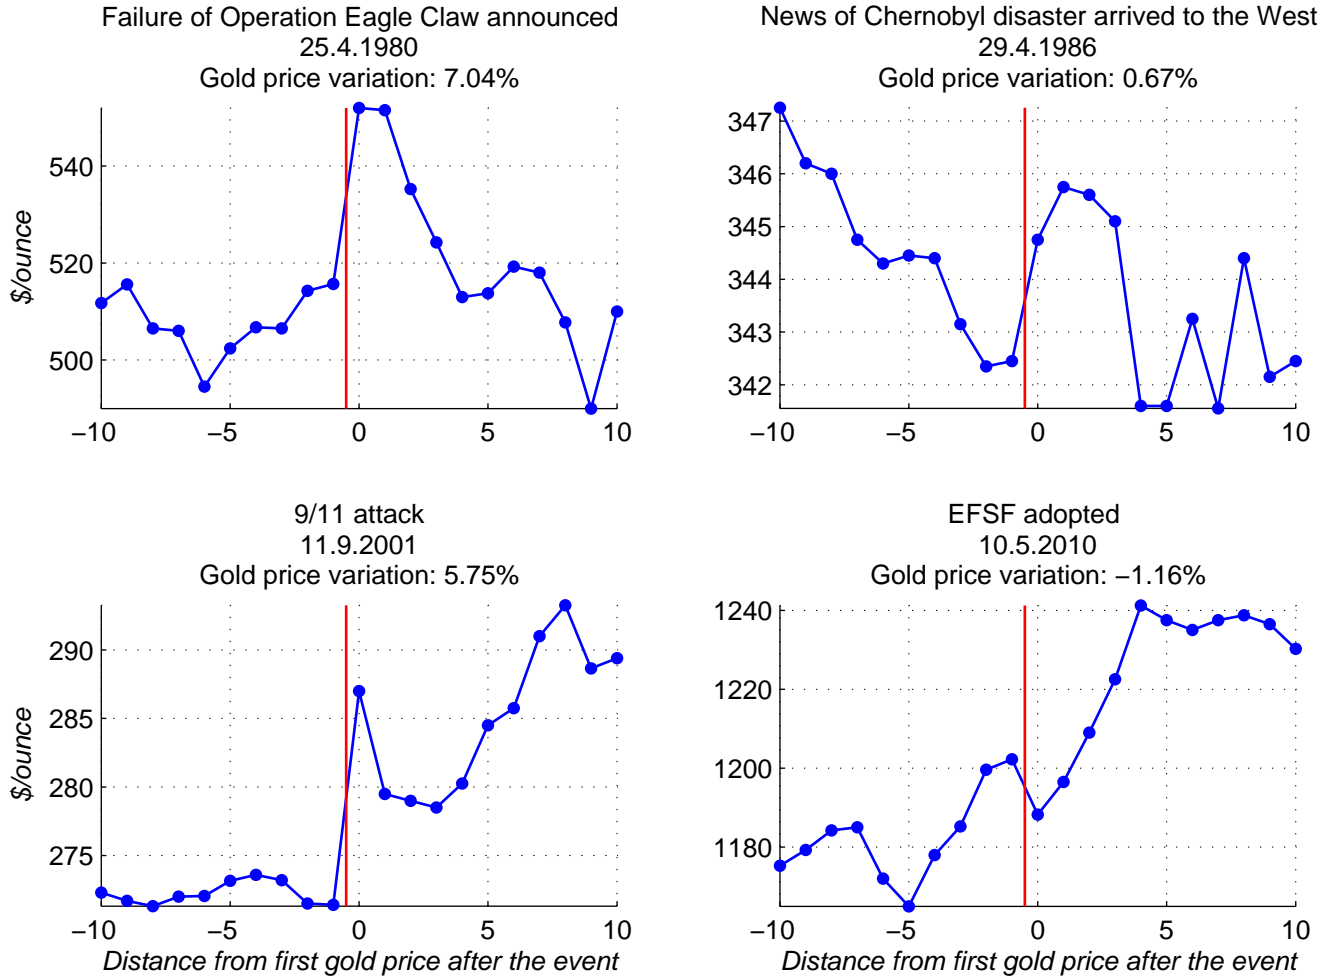 Failure of Operation Eagle Claw announced
25.4.1980
Gold price variation: 7.04%
540
520
500
$/ounce
−10 −5 0 5 10
News of Chernobyl disaster arrived to the West
29.4.1986
Gold price variation: 0.67%
347
346
345
344
343
342
−10 −5 0 5 10
9/11 attack
11.9.2001
Gold price variation: 5.75%
290
285
280
275
$/ounce
−10 −5 0 5 10
Distance from first gold price after the event
EFSF adopted
10.5.2010
Gold price variation: −1.16%
1240
1220
1200
1180
−10 −5 0 5 10
Distance from first gold price after the event